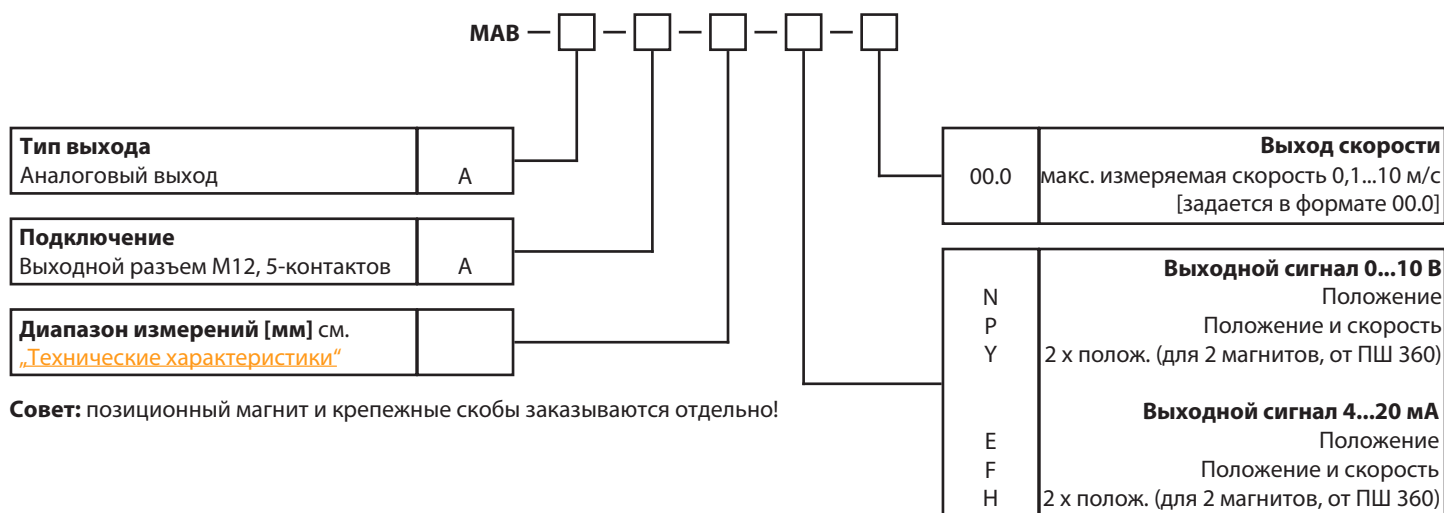 MAB — — — — —
Тип выхода
Аналоговый выход A
Подключение
Выходной разъем M12, 5-контактов A
Диапазон измерений [мм] см.
„Технические характеристики“
Совет: позиционный магнит и крепежные скобы заказываются отдельно!
Выход скорости
00.0 макс. измеряемая скорость 0,1...10 м/с
[задается в формате 00.0]
Выходной сигнал 0...10 В
N Положение
P Положение и скорость
Y 2 x полож. (для 2 магнитов, от ПШ 360)
Выходной сигнал 4...20 мА
E Положение
F Положение и скорость
H 2 x полож. (для 2 магнитов, от ПШ 360)